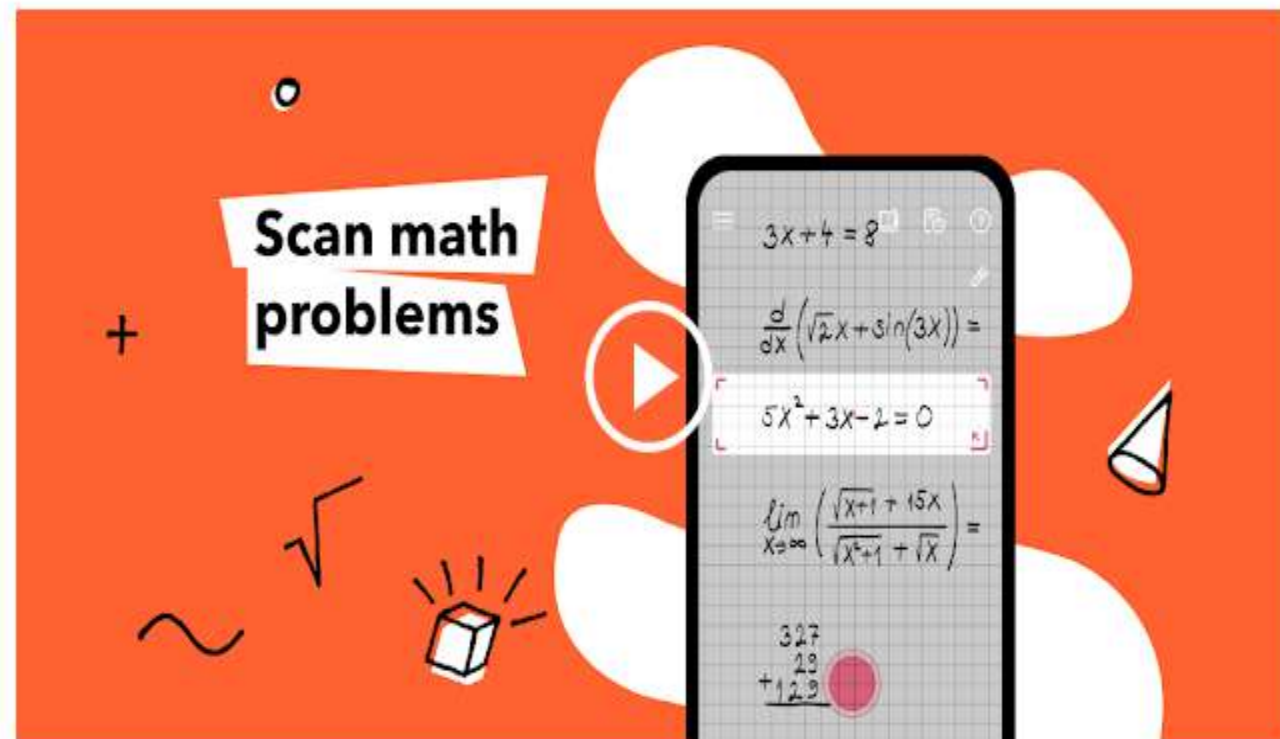 Scan math
problems
3x+4 = 8
d/dx (√2x+sin(3x)) =
5x²+3x-2=0
lim x→∞ ((√x+1 + 15x)/(√x²+1 + √x)) =
327
29
+129